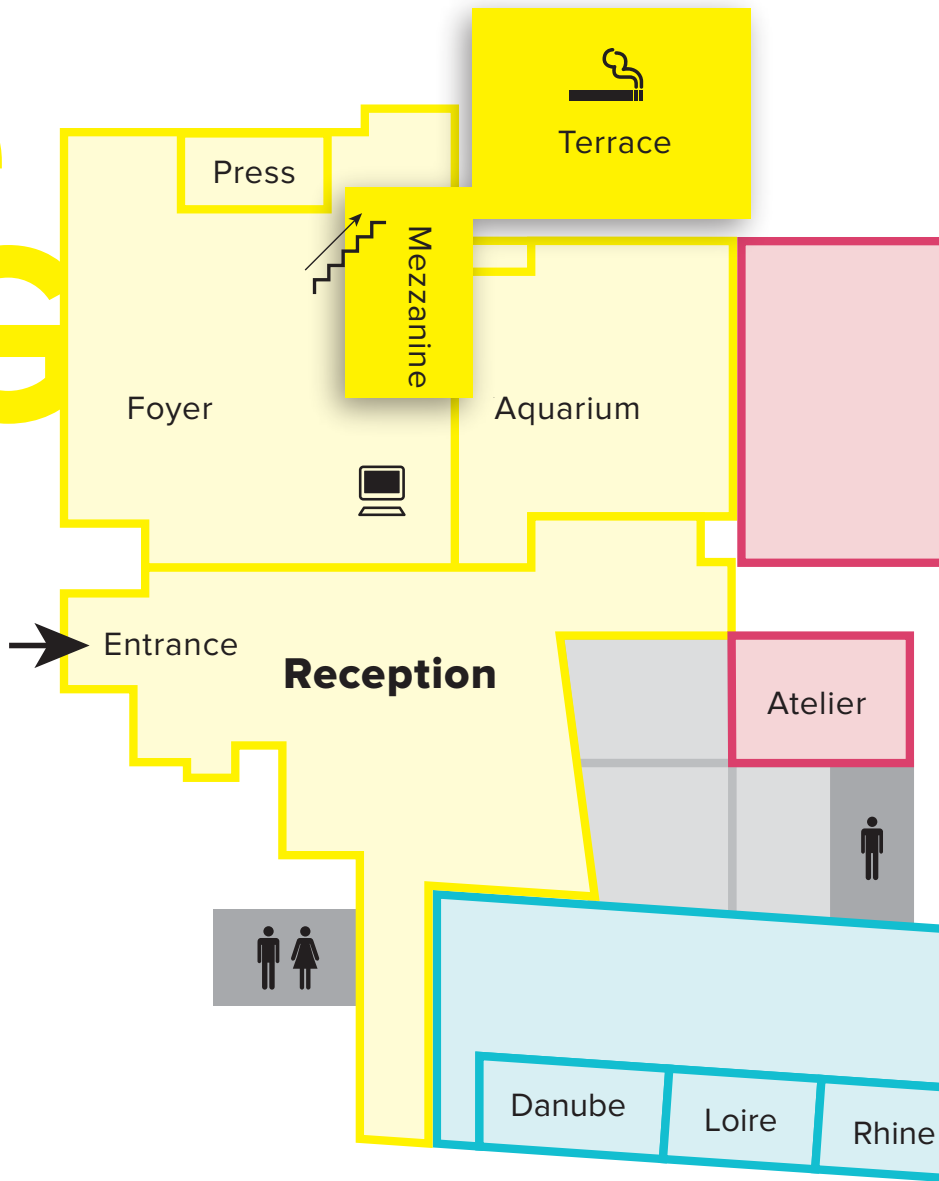 Terrace
Press
Mezzanine
Foyer
Aquarium
Entrance
Reception
Atelier
Danube
Loire
Rhine